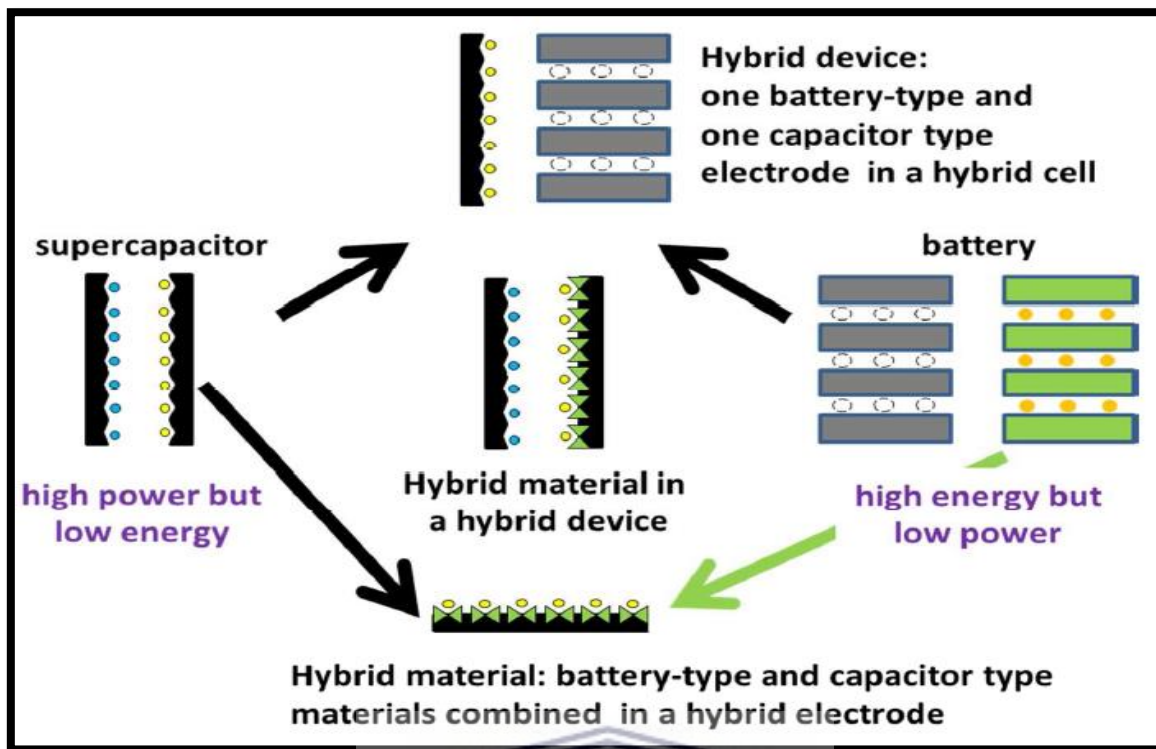 Hybrid device:
one battery-type and
one capacitor type
electrode in a hybrid cell
supercapacitor
battery
high power but
low energy
Hybrid material in
a hybrid device
high energy but
low power
Hybrid material: battery-type and capacitor type
materials combined in a hybrid electrode